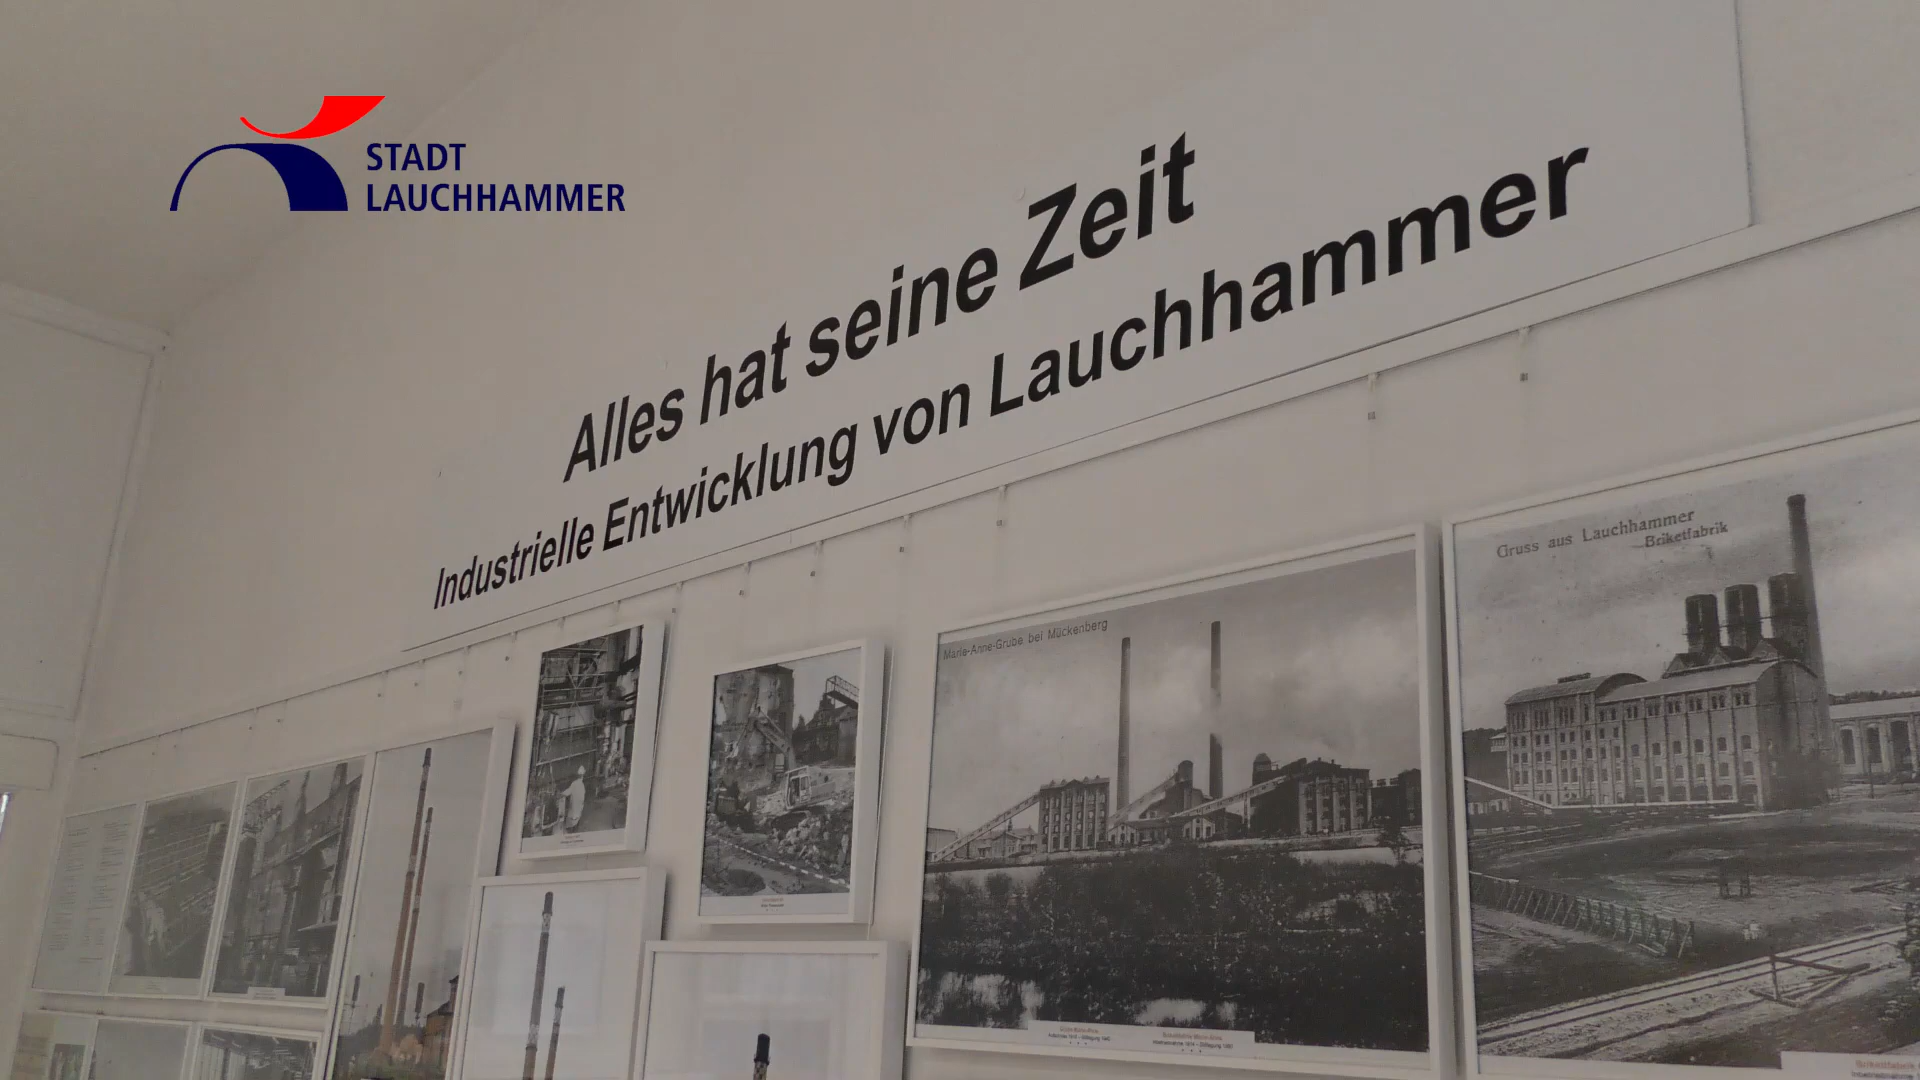 STADT
LAUCHHAMMER
Alles hat seine Zeit
Industrielle Entwicklung von Lauchhammer
Marie-Anne-Grube bei Mückenberg
Gruss aus Lauchhammer
Briketfabrik